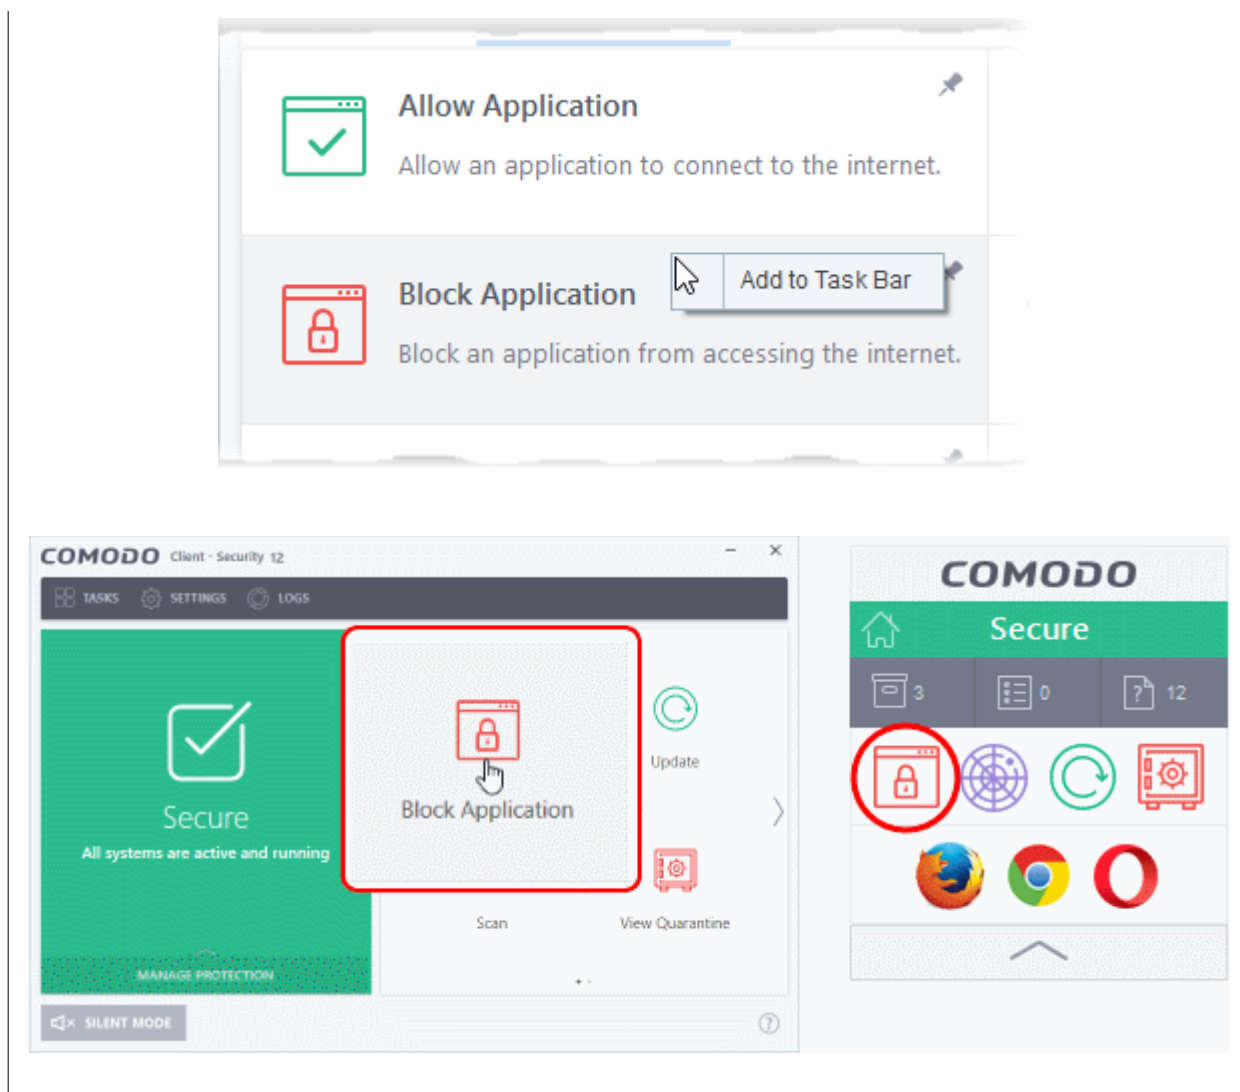 Allow Application
Allow an application to connect to the internet.
Block Application
Add to Task Bar
Block an application from accessing the internet.
COMODO Client - Security 12
TASKS SETTINGS LOGS
Secure
All systems are active and running
MANAGE PROTECTION
Block Application
Update
Scan
View Quarantine
SILENT MODE
?
COMODO
Secure
3 0 ? 12